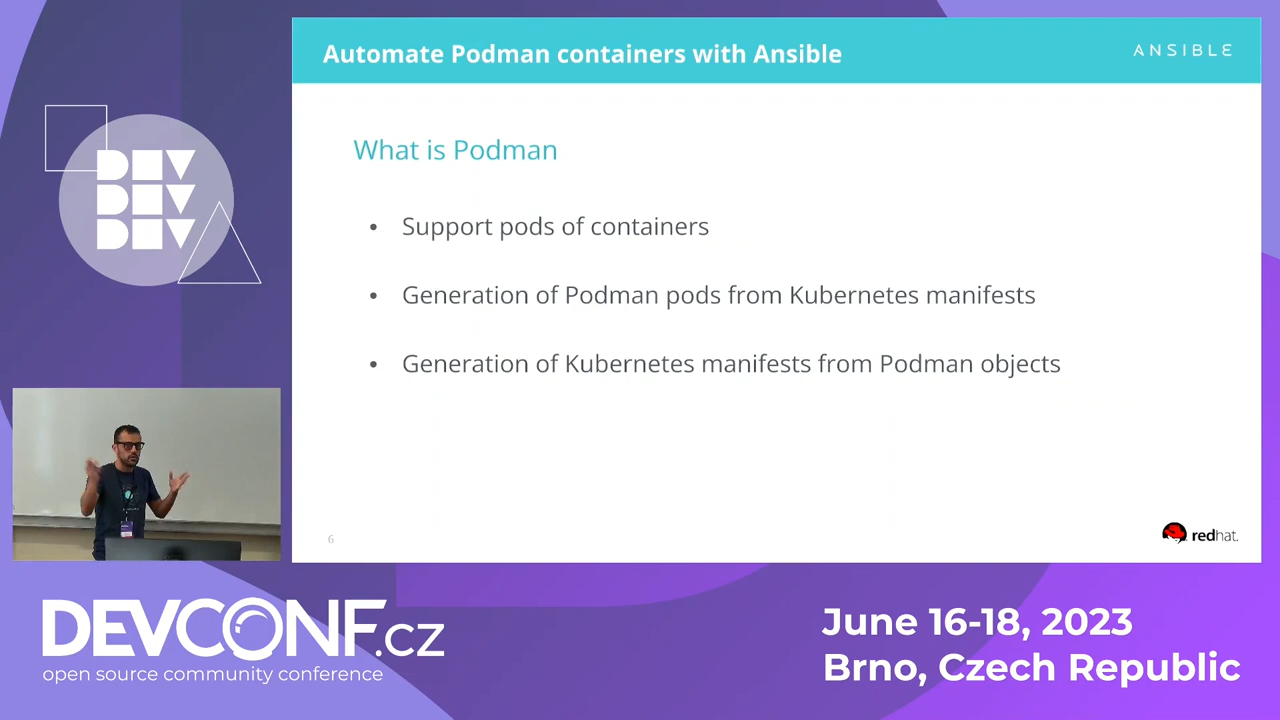 Automate Podman containers with Ansible
ANSIBLE
What is Podman
• Support pods of containers
• Generation of Podman pods from Kubernetes manifests
• Generation of Kubernetes manifests from Podman objects
6
redhat.
DEV
DEV
DEV
DEVCONF.cz
open source community conference
June 16-18, 2023
Brno, Czech Republic